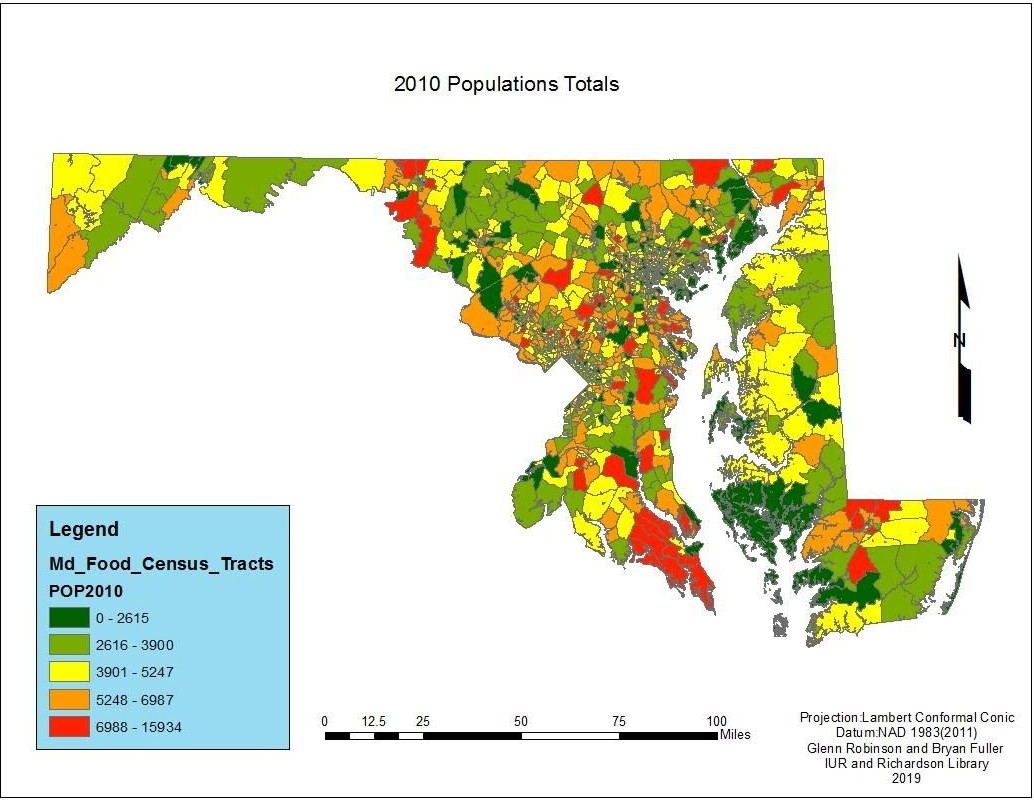 2010 Populations Totals
N
Legend
Md_Food_Census_Tracts
POP2010
0 - 2615
2616 - 3900
3901 - 5247
5248 - 6987
6988 - 15934
0 12.5 25 50 75 100
Miles
Projection:Lambert Conformal Conic
Datum:NAD 1983(2011)
Glenn Robinson and Bryan Fuller
IUR and Richardson Library
2019